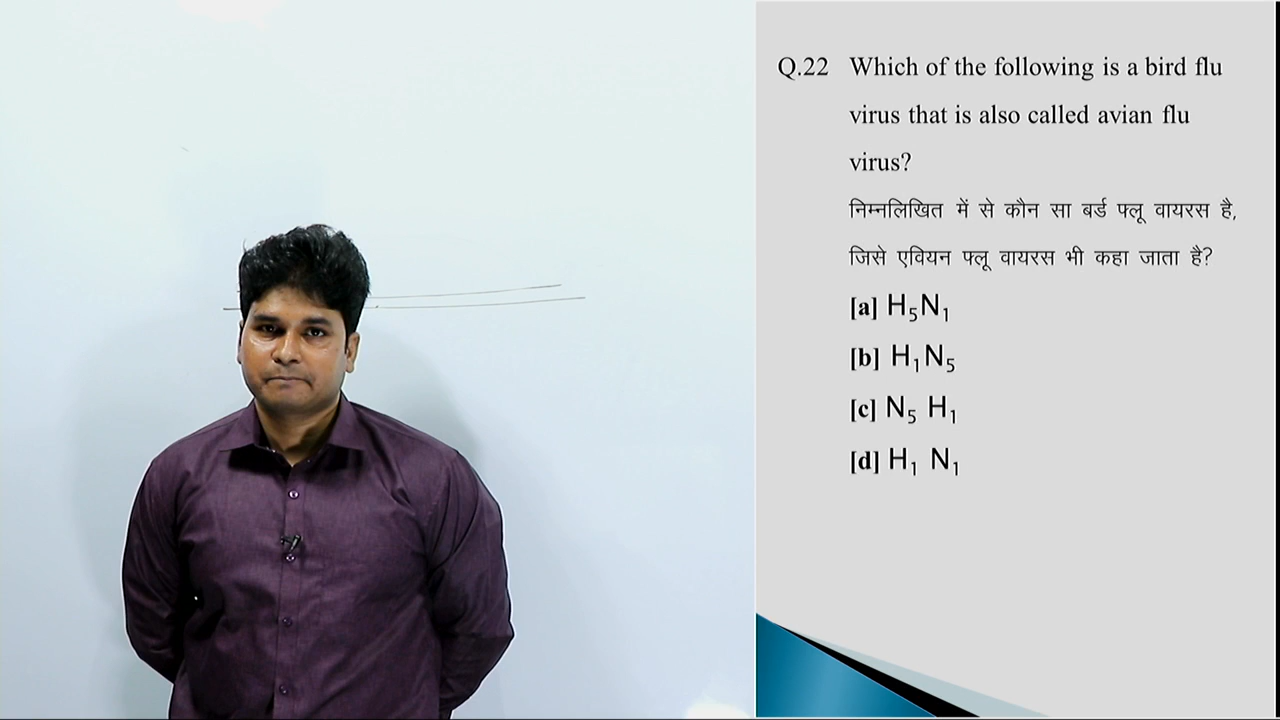 Q.22 Which of the following is a bird flu
virus that is also called avian flu
virus?
निम्नलिखित में से कौन सा बर्ड फ्लू वायरस है,
जिसे एवियन फ्लू वायरस भी कहा जाता है?
[a] H₅N₁
[b] H₁N₅
[c] N₅ H₁
[d] H₁ N₁